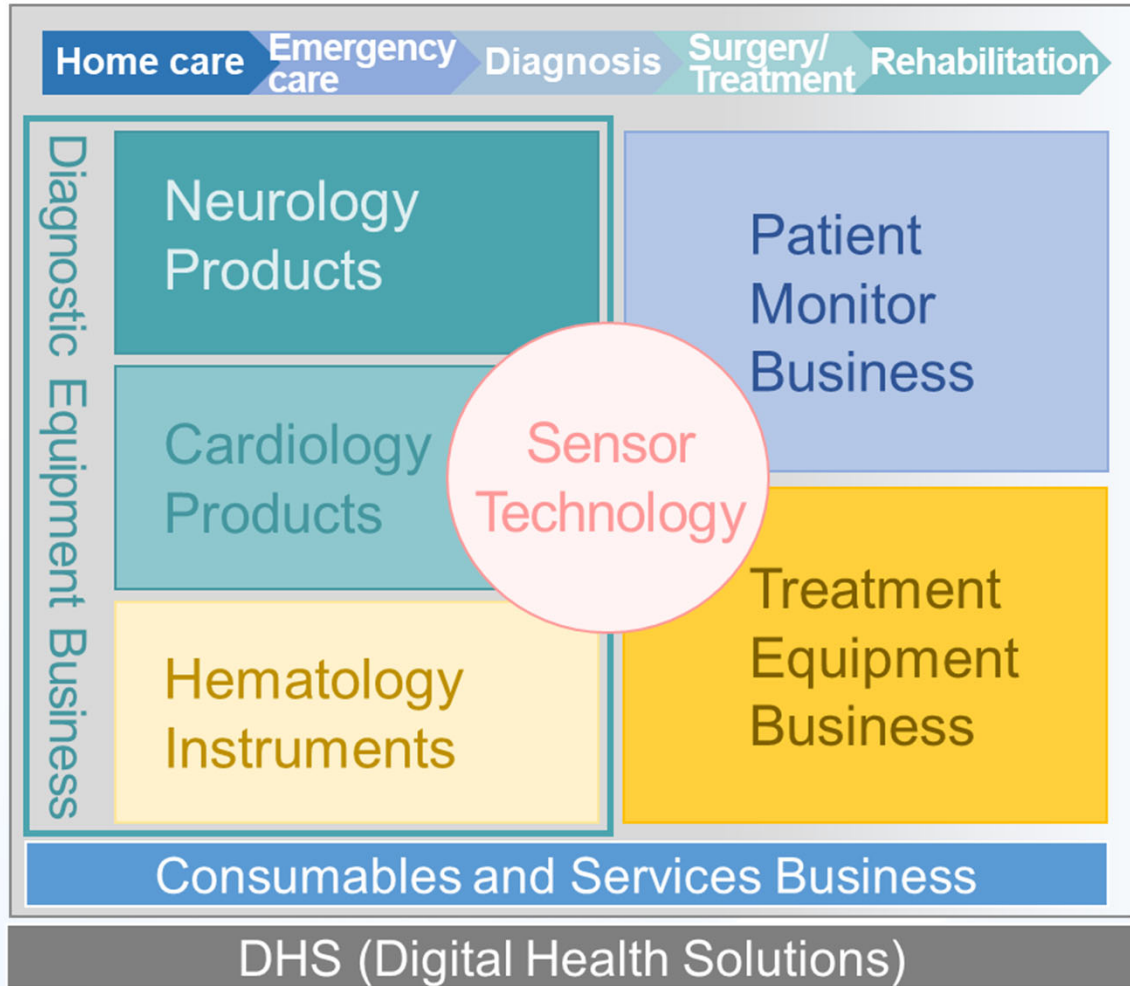 Home care
Emergency
care
Diagnosis
Surgery/
Treatment
Rehabilitation
Diagnostic Equipment Business
Neurology
Products
Cardiology
Products
Hematology
Instruments
Sensor
Technology
Patient
Monitor
Business
Treatment
Equipment
Business
Consumables and Services Business
DHS (Digital Health Solutions)